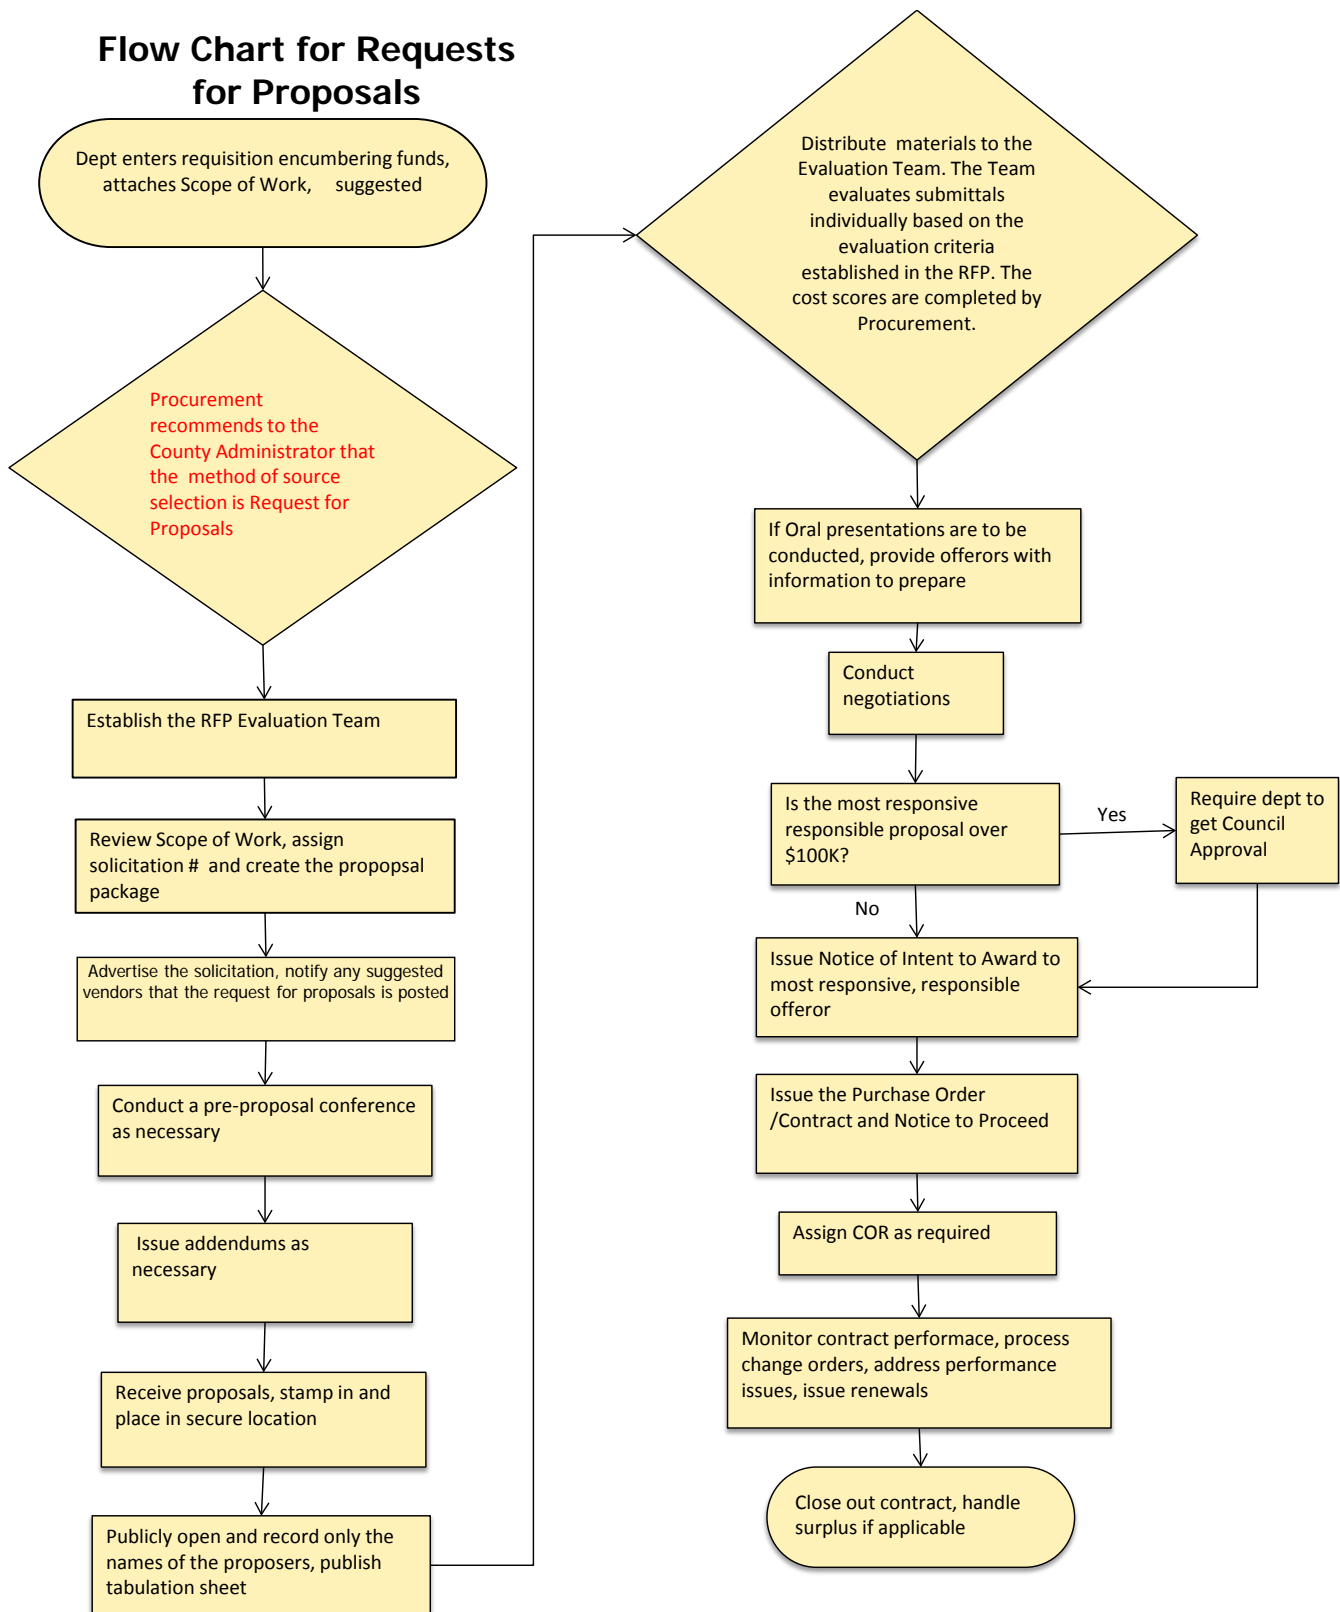 Flow Chart for Requests
for Proposals
Dept enters requisition encumbering funds,
attaches Scope of Work, suggested
Procurement
recommends to the
County Administrator that
the method of source
selection is Request for
Proposals
Establish the RFP Evaluation Team
Review Scope of Work, assign
solicitation # and create the propopsal
package
Advertise the solicitation, notify any suggested
vendors that the request for proposals is posted
Conduct a pre-proposal conference
as necessary
Issue addendums as
necessary
Receive proposals, stamp in and
place in secure location
Publicly open and record only the
names of the proposers, publish
tabulation sheet
Distribute materials to the
Evaluation Team. The Team
evaluates submittals
individually based on the
evaluation criteria
established in the RFP. The
cost scores are completed by
Procurement.
If Oral presentations are to be
conducted, provide offerors with
information to prepare
Conduct
negotiations
Is the most responsive
responsible proposal over
$100K?
Yes
Require dept to
get Council
Approval
No
Issue Notice of Intent to Award to
most responsive, responsible
offeror
Issue the Purchase Order
/Contract and Notice to Proceed
Assign COR as required
Monitor contract performace, process
change orders, address performance
issues, issue renewals
Close out contract, handle
surplus if applicable